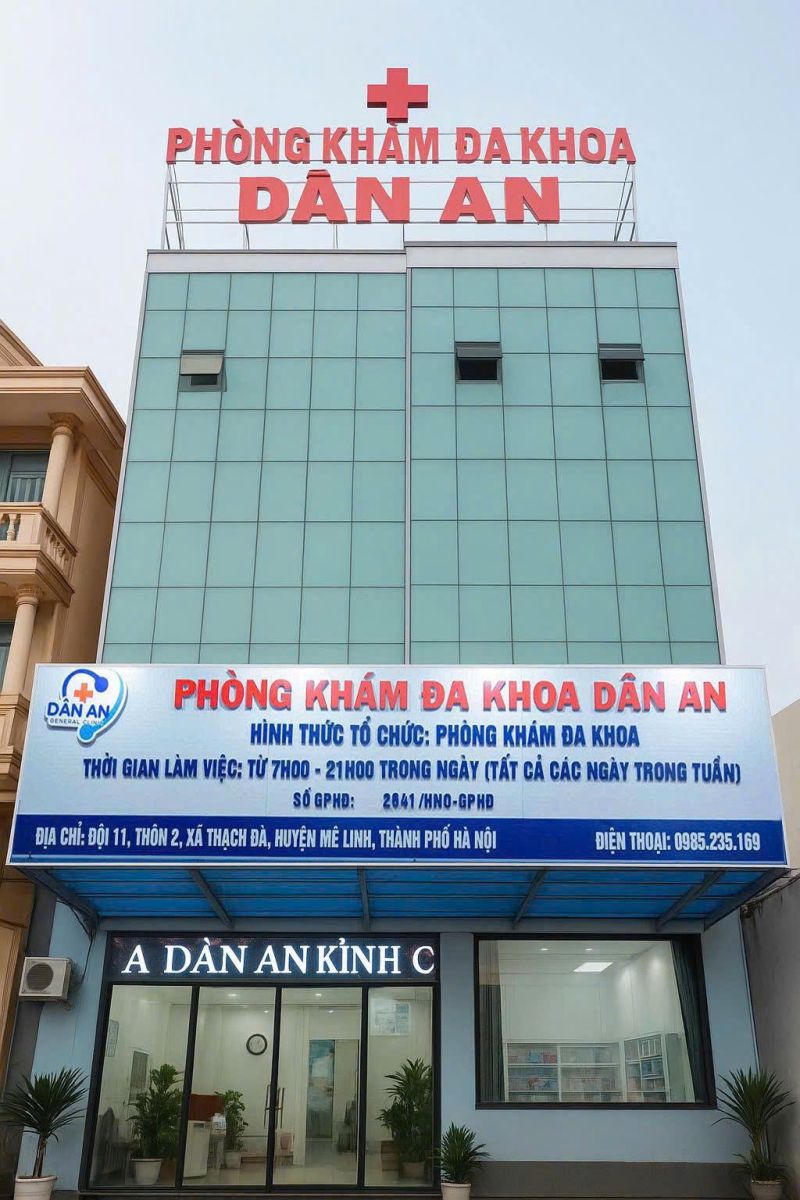 PHÒNG KHÁM ĐA KHOA
DÂN AN
DÂN AN
GENERAL CLINIC
PHÒNG KHÁM ĐA KHOA DÂN AN
HÌNH THỨC TỔ CHỨC: PHÒNG KHÁM ĐA KHOA
THỜI GIAN LÀM VIỆC: TỪ 7H00 - 21H00 TRONG NGÀY (TẤT CẢ CÁC NGÀY TRONG TUẦN)
SỐ GPHĐ: 2641/HNO-GPHĐ
ĐỊA CHỈ: ĐỘI 11, THÔN 2, XÃ THẠCH ĐÀ, HUYỆN MÊ LINH, THÀNH PHỐ HÀ NỘI ĐIỆN THOẠI: 0985.235.169
A DÀN AN KỈNH C